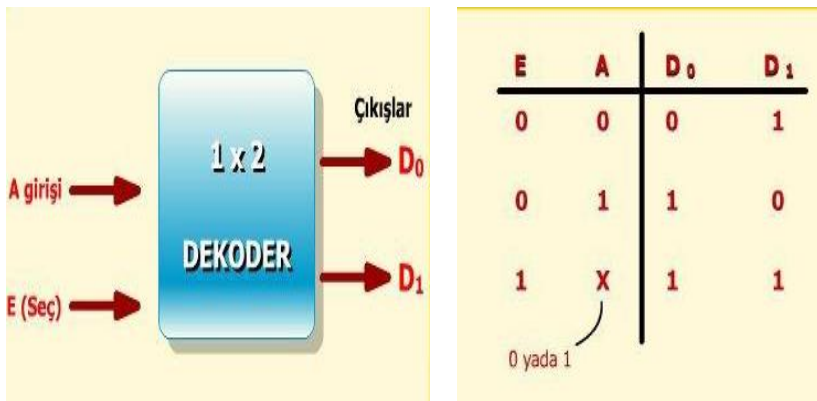 Çıkışlar
1 x 2
DEKODER
A girişi
E (Seç)
D₀
D₁
E A D₀ D₁
0 0 0 1
0 1 1 0
1 X 1 1
0 yada 1